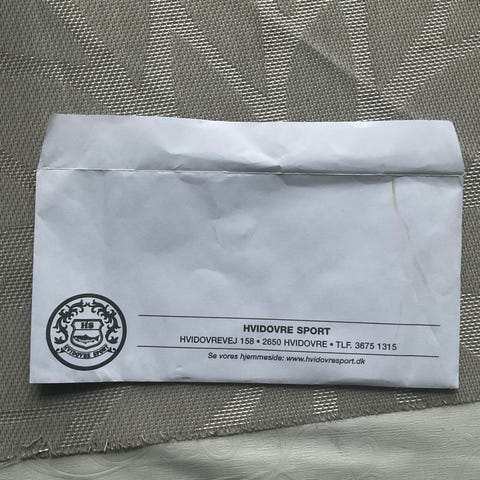 HS
HVIDOVRE SPORT
HVIDOVRE SPORT
HVIDOVREVEJ 158 • 2650 HVIDOVRE • TLF. 3675 1315
Se vores hjemmeside: www.hvidovresport.dk